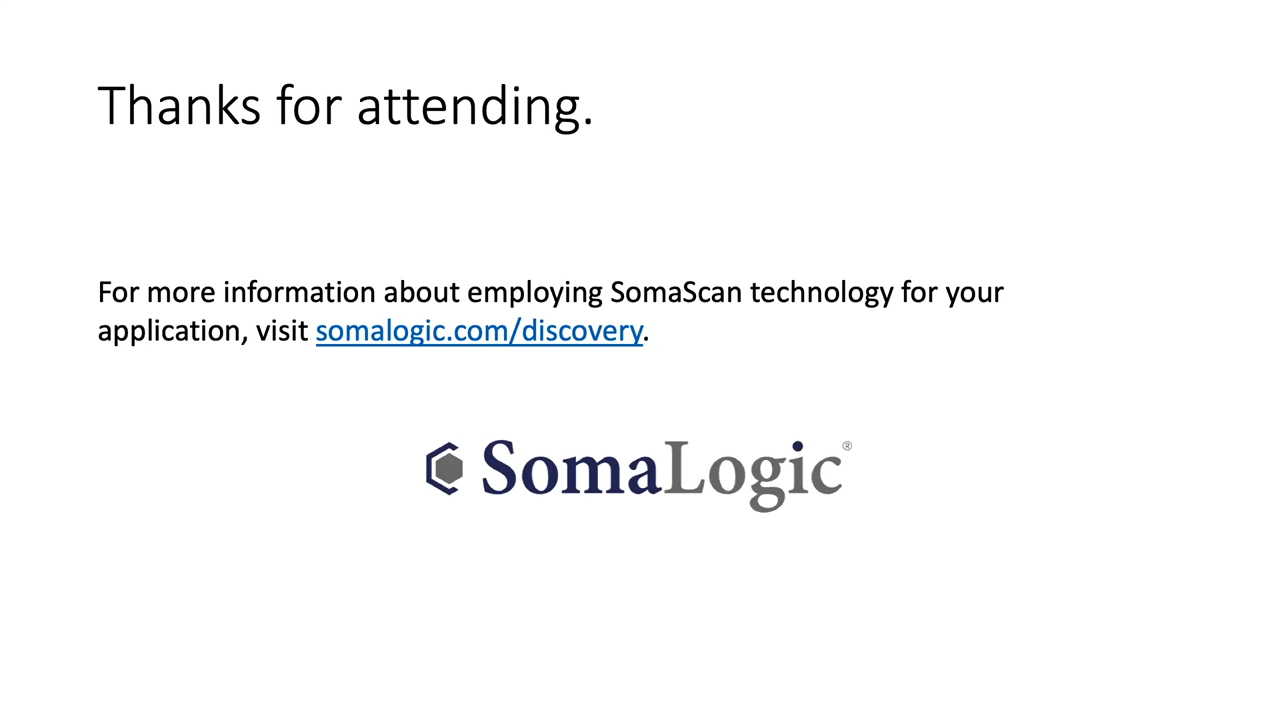 Thanks for attending.
For more information about employing SomaScan technology for your
application, visit somalogic.com/discovery.
SomaLogic®